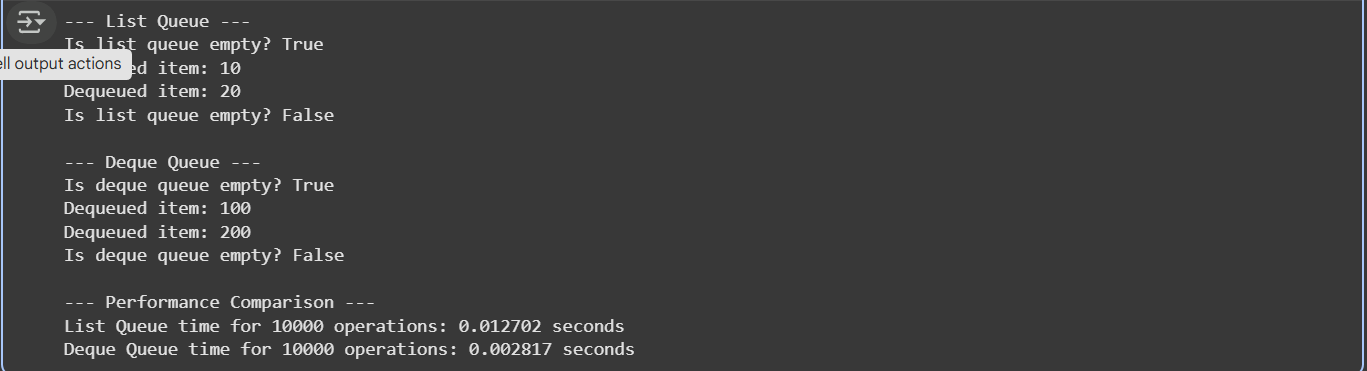 --- List Queue ---
Is list queue empty? True
ell output actions
ed item: 10
Dequeued item: 20
Is list queue empty? False
--- Deque Queue ---
Is deque queue empty? True
Dequeued item: 100
Dequeued item: 200
Is deque queue empty? False
--- Performance Comparison ---
List Queue time for 10000 operations: 0.012702 seconds
Deque Queue time for 10000 operations: 0.002817 seconds